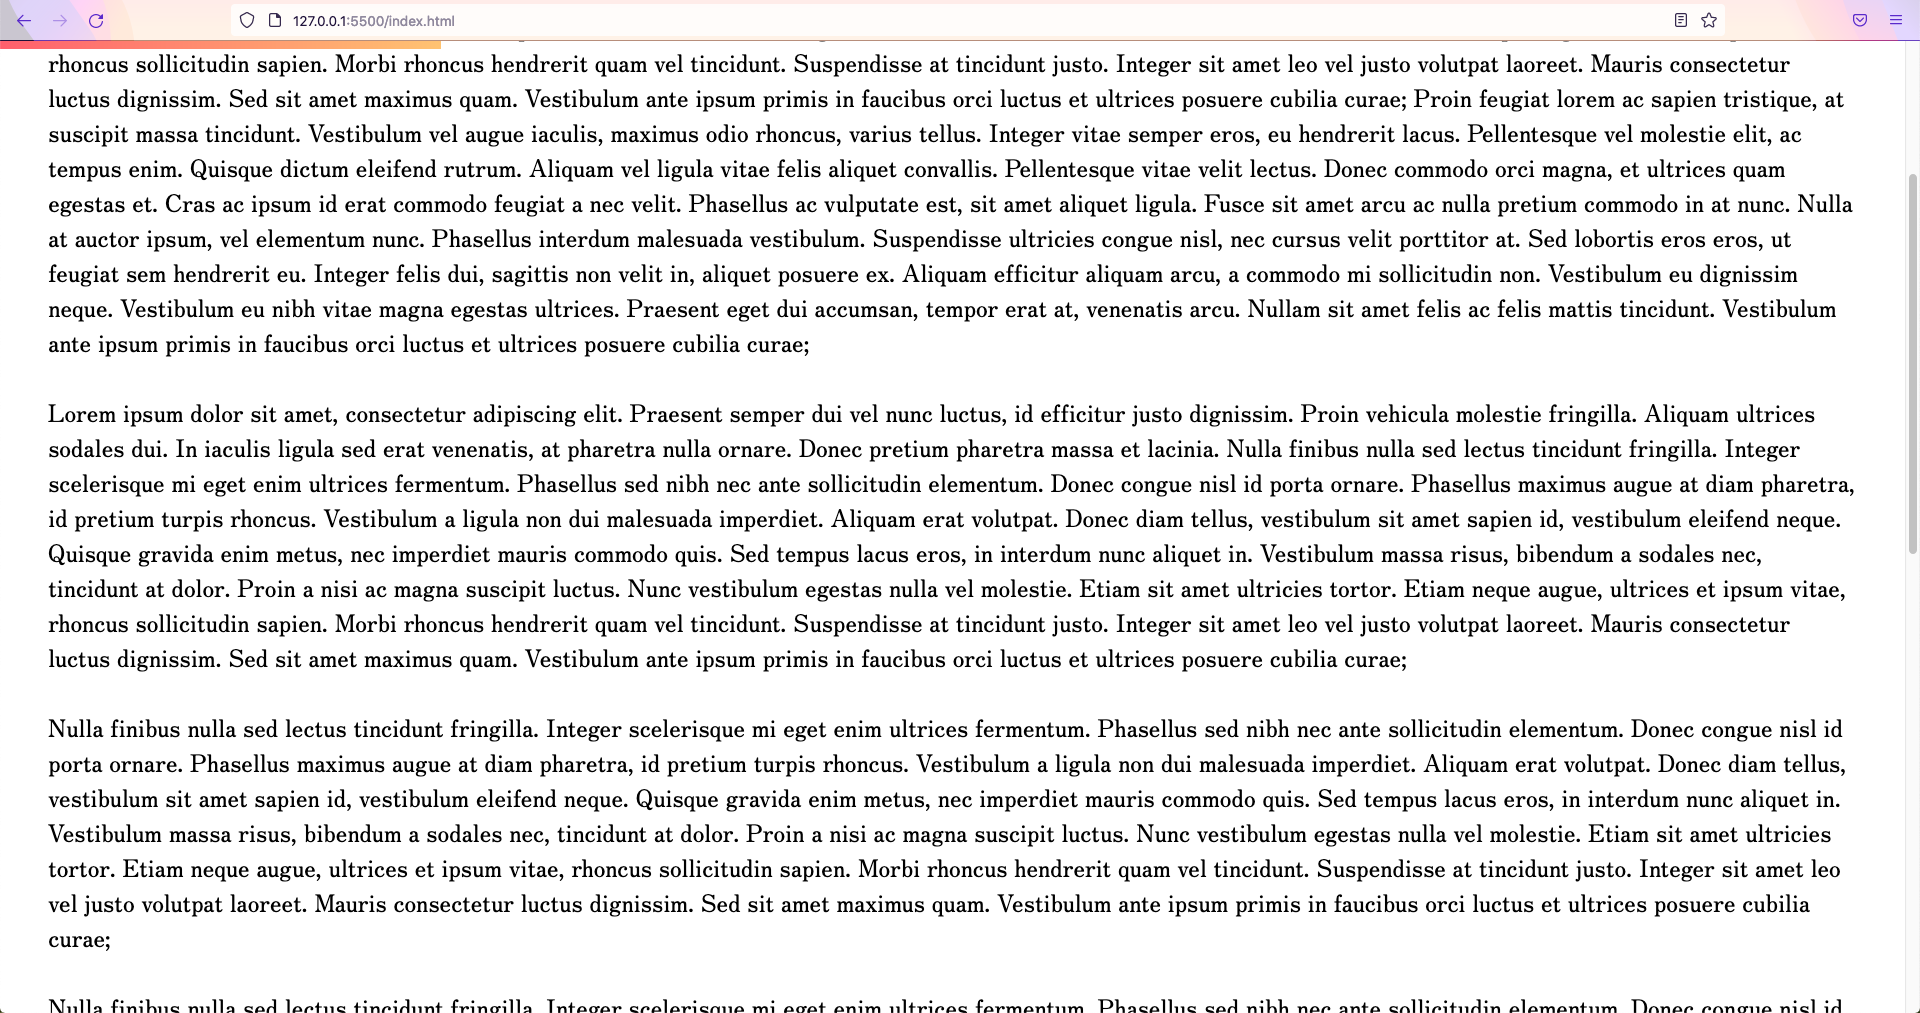 127.0.0.1:5500/index.html
rhoncus sollicitudin sapien. Morbi rhoncus hendrerit quam vel tincidunt. Suspendisse at tincidunt justo. Integer sit amet leo vel justo volutpat laoreet. Mauris consectetur
luctus dignissim. Sed sit amet maximus quam. Vestibulum ante ipsum primis in faucibus orci luctus et ultrices posuere cubilia curae; Proin feugiat lorem ac sapien tristique, at
suscipit massa tincidunt. Vestibulum vel augue iaculis, maximus odio rhoncus, varius tellus. Integer vitae semper eros, eu hendrerit lacus. Pellentesque vel molestie elit, ac
tempus enim. Quisque dictum eleifend rutrum. Aliquam vel ligula vitae felis aliquet convallis. Pellentesque vitae velit lectus. Donec commodo orci magna, et ultrices quam
egestas et. Cras ac ipsum id erat commodo feugiat a nec velit. Phasellus ac vulputate est, sit amet aliquet ligula. Fusce sit amet arcu ac nulla pretium commodo in at nunc. Nulla
at auctor ipsum, vel elementum nunc. Phasellus interdum malesuada vestibulum. Suspendisse ultricies congue nisl, nec cursus velit porttitor at. Sed lobortis eros eros, ut
feugiat sem hendrerit eu. Integer felis dui, sagittis non velit in, aliquet posuere ex. Aliquam efficitur aliquam arcu, a commodo mi sollicitudin non. Vestibulum eu dignissim
neque. Vestibulum eu nibh vitae magna egestas ultrices. Praesent eget dui accumsan, tempor erat at, venenatis arcu. Nullam sit amet felis ac felis mattis tincidunt. Vestibulum
ante ipsum primis in faucibus orci luctus et ultrices posuere cubilia curae;
Lorem ipsum dolor sit amet, consectetur adipiscing elit. Praesent semper dui vel nunc luctus, id efficitur justo dignissim. Proin vehicula molestie fringilla. Aliquam ultrices
sodales dui. In iaculis ligula sed erat venenatis, at pharetra nulla ornare. Donec pretium pharetra massa et lacinia. Nulla finibus nulla sed lectus tincidunt fringilla. Integer
scelerisque mi eget enim ultrices fermentum. Phasellus sed nibh nec ante sollicitudin elementum. Donec congue nisl id porta ornare. Phasellus maximus augue at diam pharetra,
id pretium turpis rhoncus. Vestibulum a ligula non dui malesuada imperdiet. Aliquam erat volutpat. Donec diam tellus, vestibulum sit amet sapien id, vestibulum eleifend neque.
Quisque gravida enim metus, nec imperdiet mauris commodo quis. Sed tempus lacus eros, in interdum nunc aliquet in. Vestibulum massa risus, bibendum a sodales nec,
tincidunt at dolor. Proin a nisi ac magna suscipit luctus. Nunc vestibulum egestas nulla vel molestie. Etiam sit amet ultricies tortor. Etiam neque augue, ultrices et ipsum vitae,
rhoncus sollicitudin sapien. Morbi rhoncus hendrerit quam vel tincidunt. Suspendisse at tincidunt justo. Integer sit amet leo vel justo volutpat laoreet. Mauris consectetur
luctus dignissim. Sed sit amet maximus quam. Vestibulum ante ipsum primis in faucibus orci luctus et ultrices posuere cubilia curae;
Nulla finibus nulla sed lectus tincidunt fringilla. Integer scelerisque mi eget enim ultrices fermentum. Phasellus sed nibh nec ante sollicitudin elementum. Donec congue nisl id
porta ornare. Phasellus maximus augue at diam pharetra, id pretium turpis rhoncus. Vestibulum a ligula non dui malesuada imperdiet. Aliquam erat volutpat. Donec diam tellus,
vestibulum sit amet sapien id, vestibulum eleifend neque. Quisque gravida enim metus, nec imperdiet mauris commodo quis. Sed tempus lacus eros, in interdum nunc aliquet in.
Vestibulum massa risus, bibendum a sodales nec, tincidunt at dolor. Proin a nisi ac magna suscipit luctus. Nunc vestibulum egestas nulla vel molestie. Etiam sit amet ultricies
tortor. Etiam neque augue, ultrices et ipsum vitae, rhoncus sollicitudin sapien. Morbi rhoncus hendrerit quam vel tincidunt. Suspendisse at tincidunt justo. Integer sit amet leo
vel justo volutpat laoreet. Mauris consectetur luctus dignissim. Sed sit amet maximus quam. Vestibulum ante ipsum primis in faucibus orci luctus et ultrices posuere cubilia
curae;
Nulla finibus nulla sed lectus tincidunt fringilla. Integer scelerisque mi eget enim ultrices fermentum. Phasellus sed nibh nec ante sollicitudin elementum. Donec congue nisl id